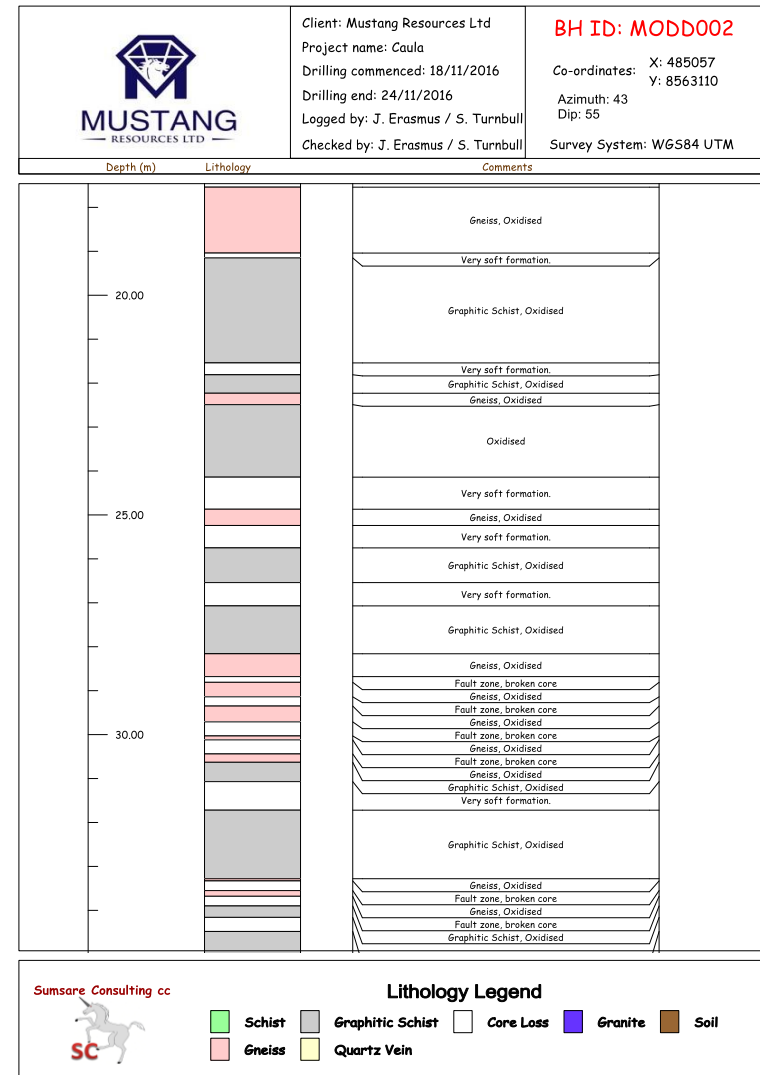 MUSTANG
RESOURCES LTD
Client: Mustang Resources Ltd
Project name: Caula
Drilling commenced: 18/11/2016
Drilling end: 24/11/2016
Logged by: J. Erasmus / S. Turnbull
Checked by: J. Erasmus / S. Turnbull
BH ID: MODD002
Co-ordinates:
X: 485057
Y: 8563110
Azimuth: 43
Dip: 55
Survey System: WGS84 UTM
Depth (m) Lithology Comments
Gneiss, Oxidised
Very soft formation.
20.00
Graphitic Schist, Oxidised
Very soft formation.
Graphitic Schist, Oxidised
Gneiss, Oxidised
Oxidised
Very soft formation.
25.00
Gneiss, Oxidised
Very soft formation.
Graphitic Schist, Oxidised
Very soft formation.
Graphitic Schist, Oxidised
Gneiss, Oxidised
Fault zone, broken core
Gneiss, Oxidised
Fault zone, broken core
Gneiss, Oxidised
30.00
Fault zone, broken core
Gneiss, Oxidised
Fault zone, broken core
Gneiss, Oxidised
Graphitic Schist, Oxidised
Very soft formation.
Graphitic Schist, Oxidised
Gneiss, Oxidised
Fault zone, broken core
Gneiss, Oxidised
Fault zone, broken core
Graphitic Schist, Oxidised
Sumsare Consulting cc
SC
Lithology Legend
Schist Graphitic Schist Core Loss Granite Soil
Gneiss Quartz Vein